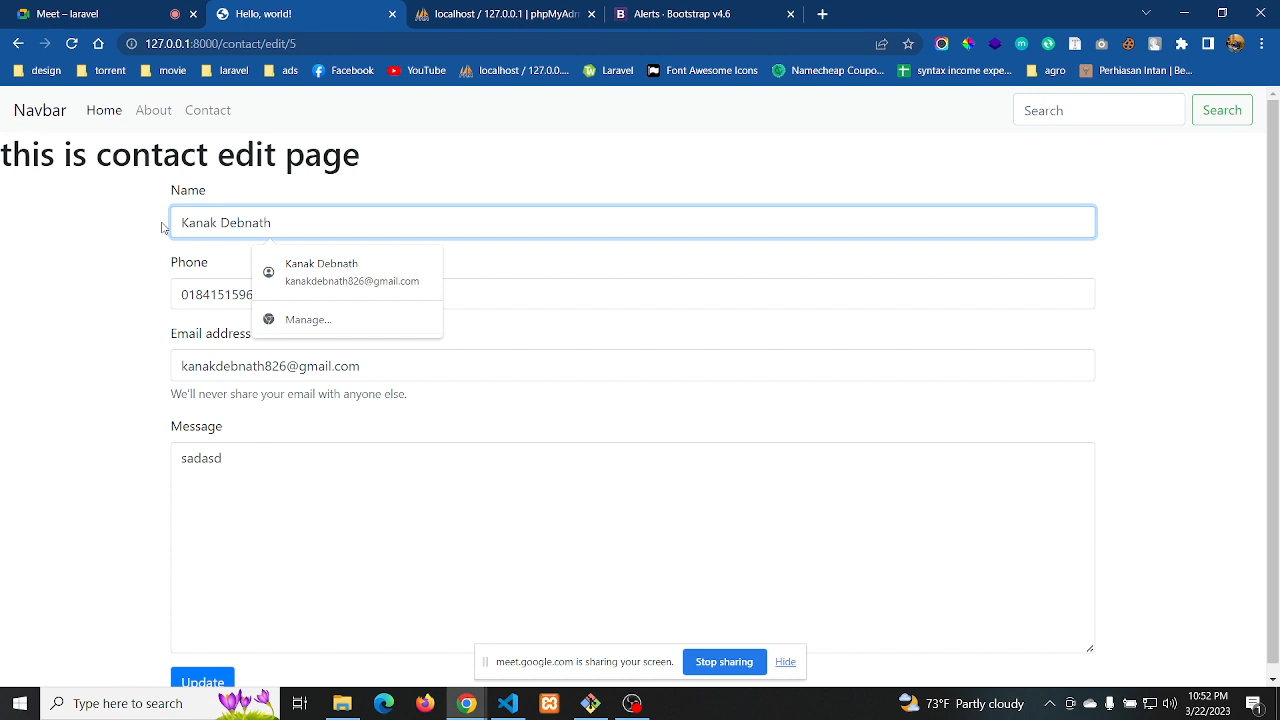 Meet – laravel
Hello, world!
localhost / 127.0.0.1 | phpMyAdm
Alerts · Bootstrap v4.6
127.0.0.1:8000/contact/edit/5
design
torrent
movie
laravel
ads
Facebook
YouTube
localhost / 127.0.0....
Laravel
Font Awesome Icons
Namecheap Coupo...
syntax income expe...
agro
Perhiasan Intan | Be...
Navbar
Home
About
Contact
Search
Search
this is contact edit page
Name
Kanak Debnath
Kanak Debnath
kanakdebnath826@gmail.com
Manage...
Phone
0184151596
Email address
kanakdebnath826@gmail.com
We'll never share your email with anyone else.
Message
sadasd
meet.google.com is sharing your screen.
Stop sharing
Hide
Update
Type here to search
73°F Partly cloudy
10:52 PM
3/22/2023